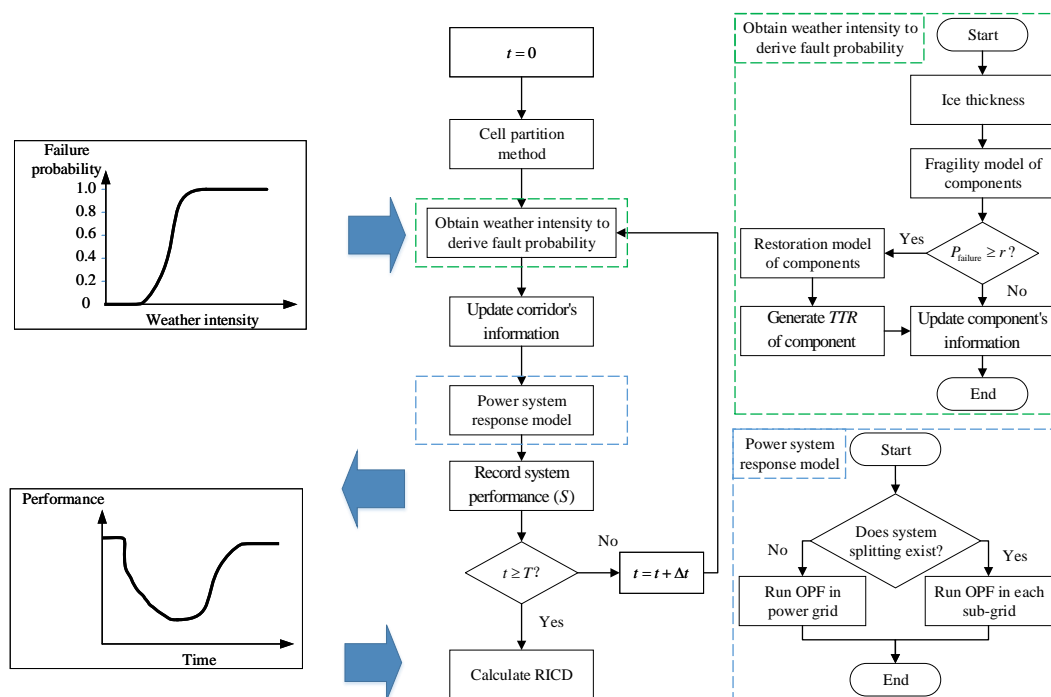 Failure
probability
1.0
0.8
0.6
0.4
0.2
0
Weather intensity
Performance
Time
t = 0
Cell partition
method
Obtain weather intensity to
derive fault probability
Update corridor's
information
Power system
response model
Record system
performance (S)
t ≥ T?
No
t = t + Δt
Yes
Calculate RICD
Obtain weather intensity to
derive fault probability
Start
Ice thickness
Fragility model of
components
P_failure ≥ r ?
Yes
No
Restoration model
of components
Generate TTR
of component
Update component's
information
End
Power system
response model
Start
Does system
splitting exist?
No
Yes
Run OPF in
power grid
Run OPF in each
sub-grid
End